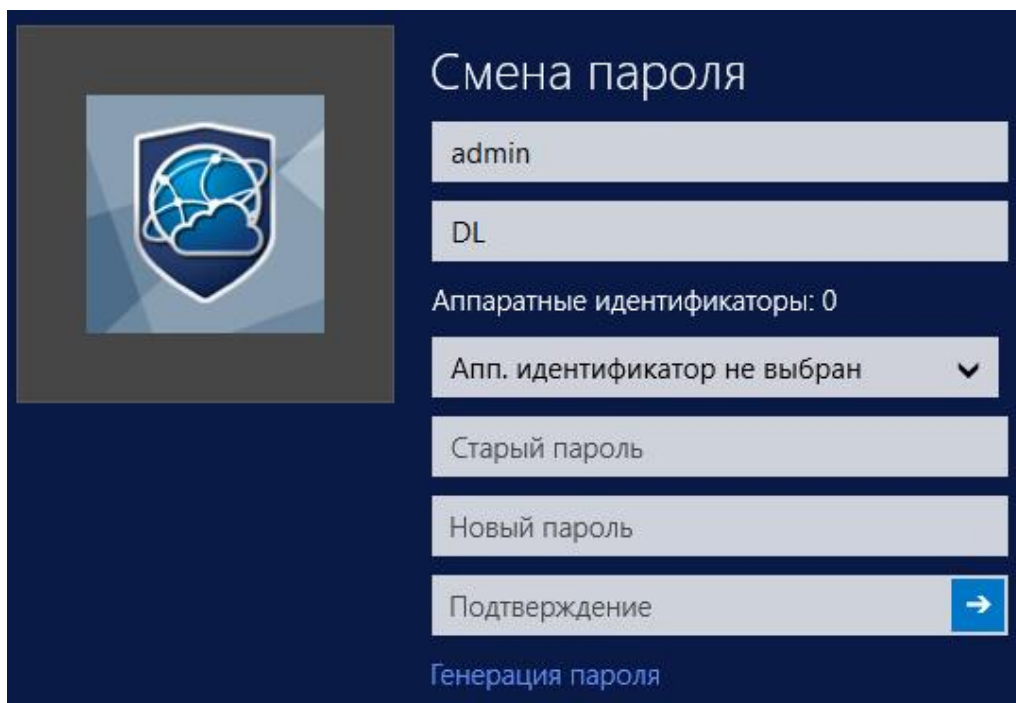 Смена пароля
admin
DL
Аппаратные идентификаторы: 0
Апп. идентификатор не выбран
Старый пароль
Новый пароль
Подтверждение
Генерация пароля